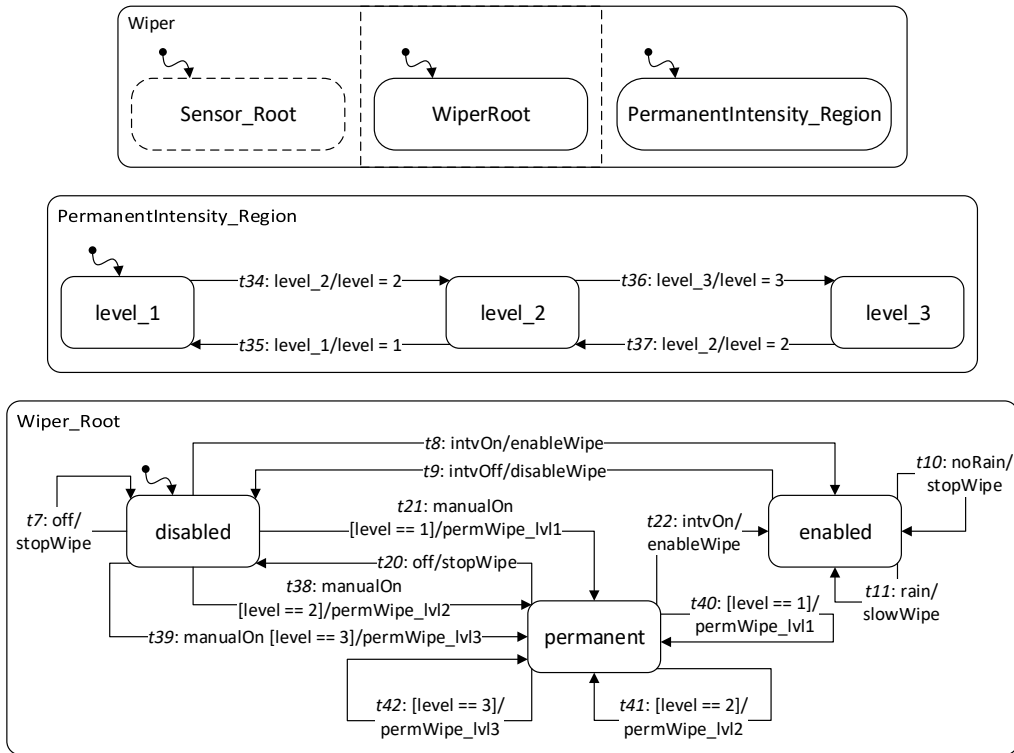 Wiper
Sensor_Root
WiperRoot
PermanentIntensity_Region
PermanentIntensity_Region
level_1
t34: level_2/level = 2
level_2
t36: level_3/level = 3
level_3
t35: level_1/level = 1
t37: level_2/level = 2
Wiper_Root
t8: intvOn/enableWipe
t9: intvOff/disableWipe
t10: noRain/
stopWipe
t7: off/
stopWipe
disabled
t21: manualOn
[level == 1]/permWipe_lvl1
t22: intvOn/
enableWipe
enabled
t20: off/stopWipe
t38: manualOn
[level == 2]/permWipe_lvl2
t11: rain/
slowWipe
t39: manualOn [level == 3]/permWipe_lvl3
permanent
t40: [level == 1]/
permWipe_lvl1
t42: [level == 3]/
permWipe_lvl3
t41: [level == 2]/
permWipe_lvl2